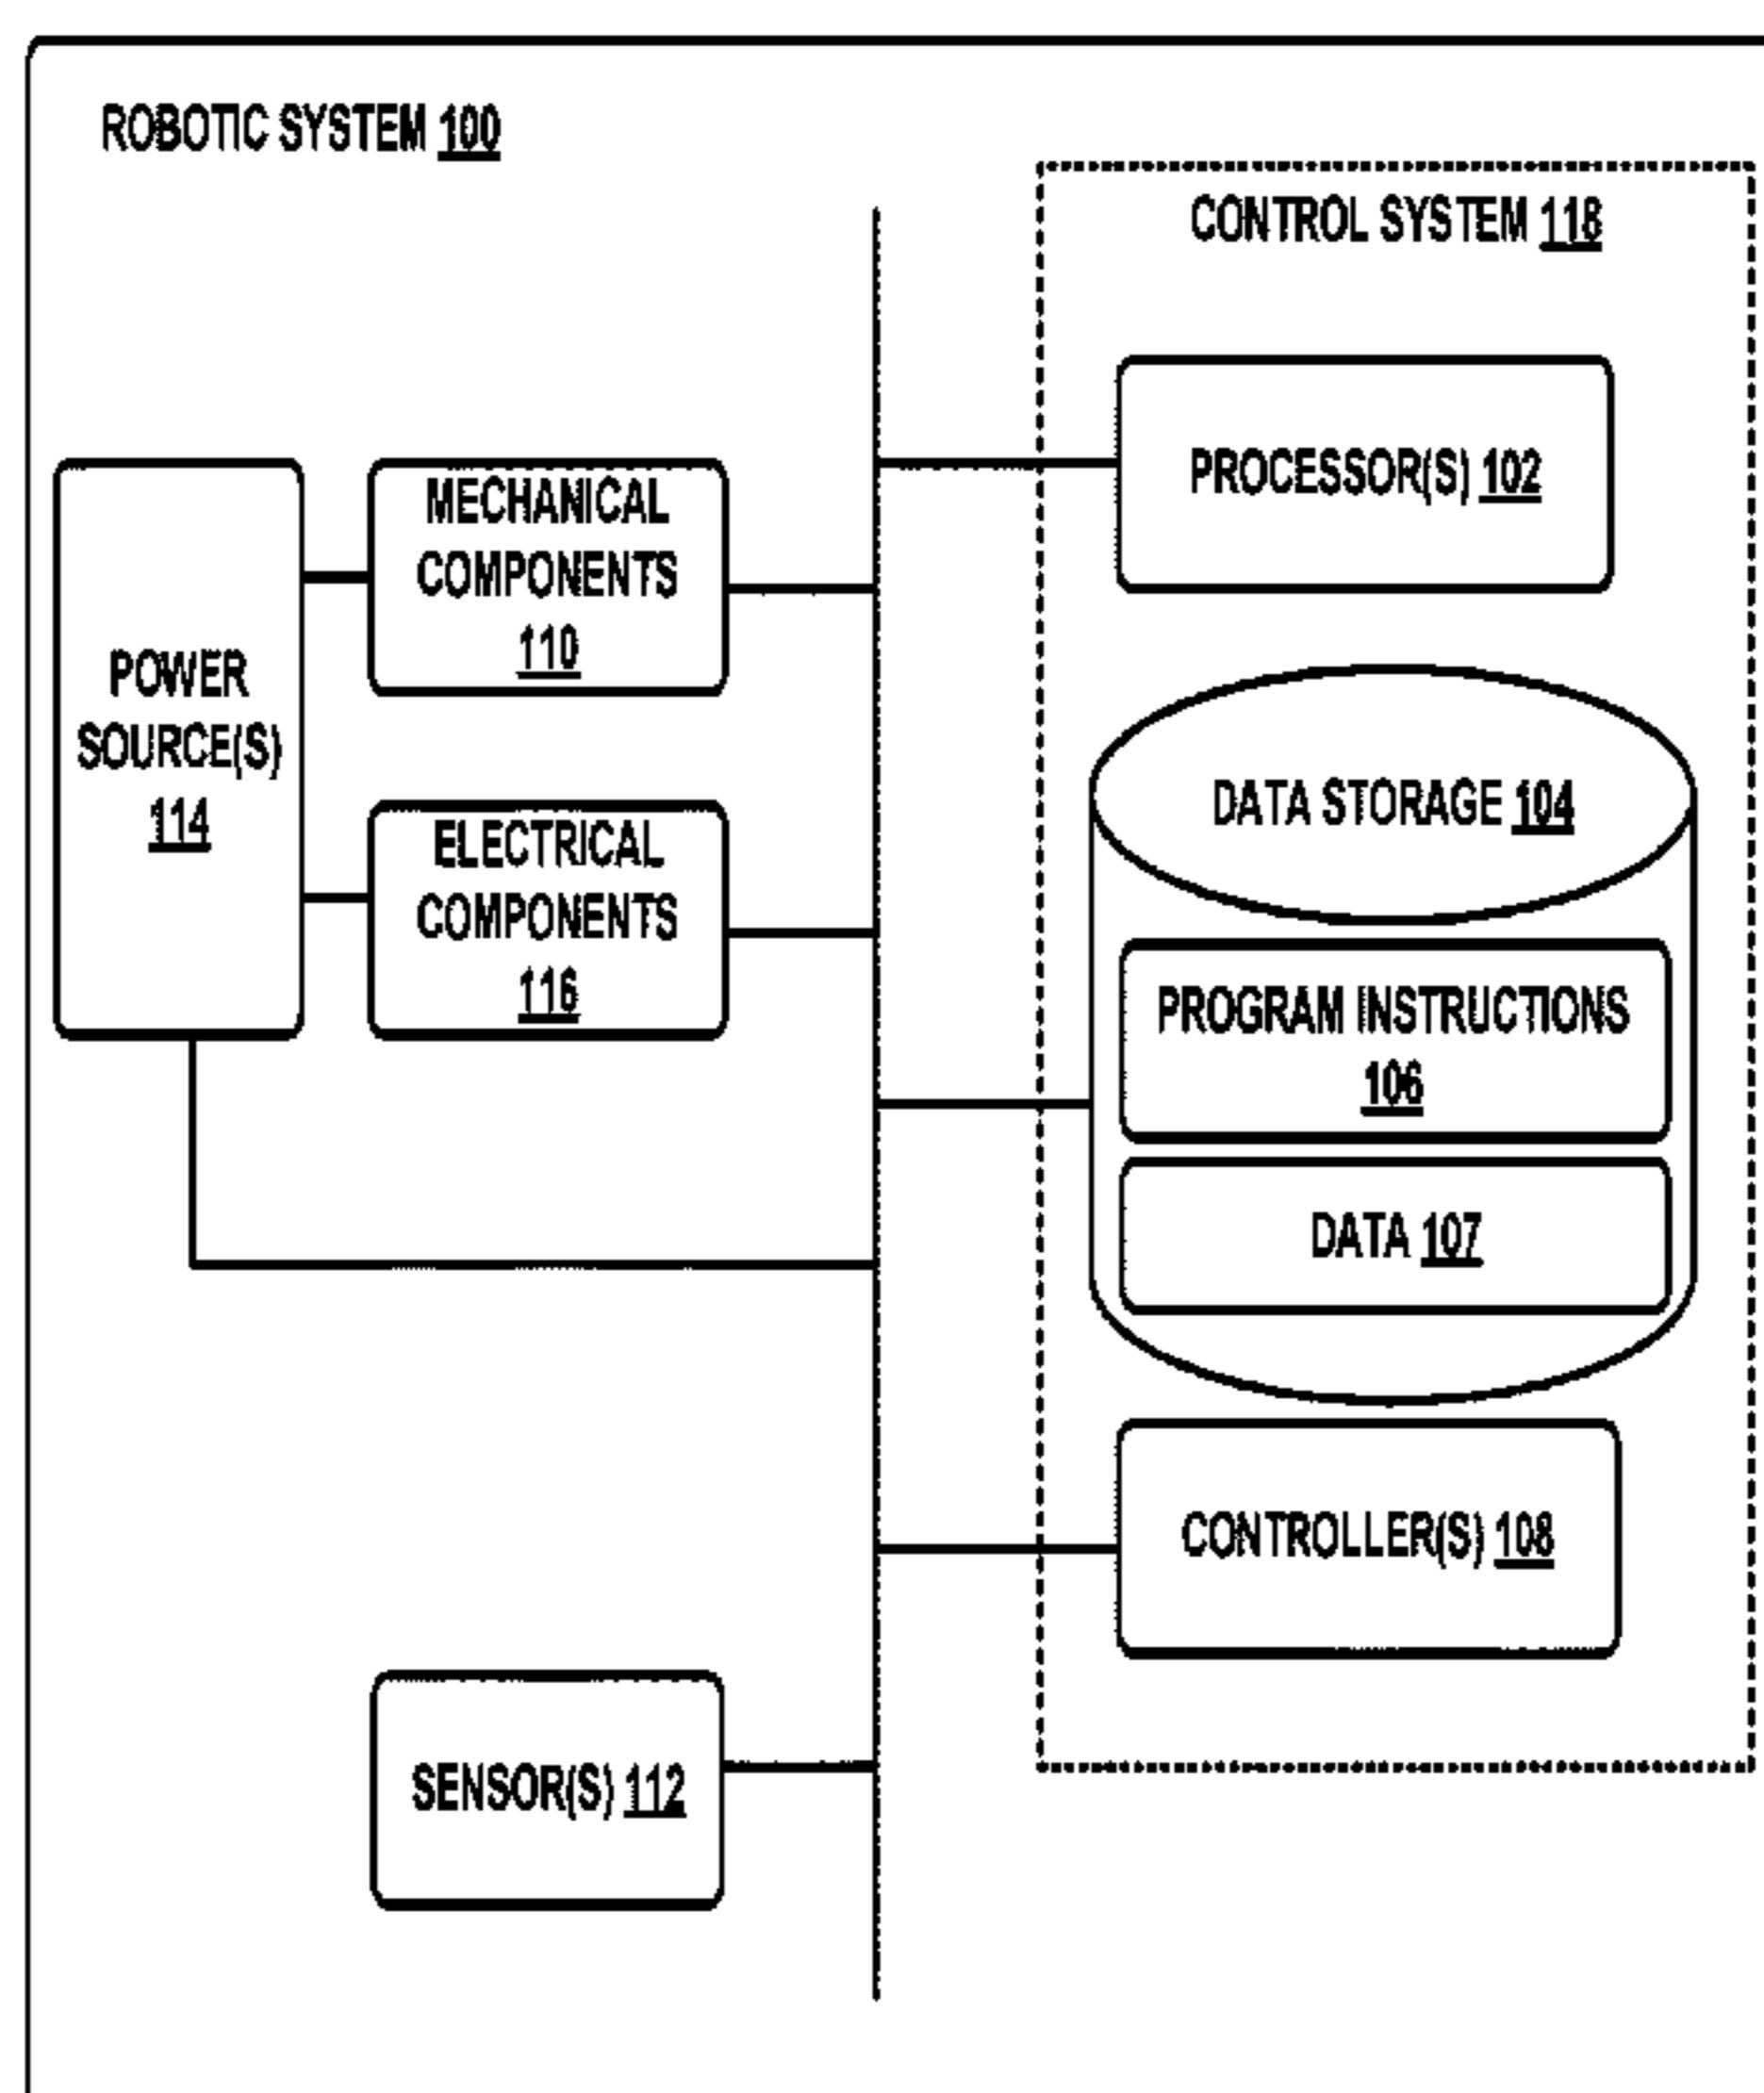 ROBOTIC SYSTEM 100
CONTROL SYSTEM 118
PROCESSOR(S) 102
MECHANICAL
COMPONENTS
110
POWER
SOURCE(S)
114
ELECTRICAL
COMPONENTS
116
DATA STORAGE 104
PROGRAM INSTRUCTIONS
106
DATA 107
CONTROLLER(S) 108
SENSOR(S) 112